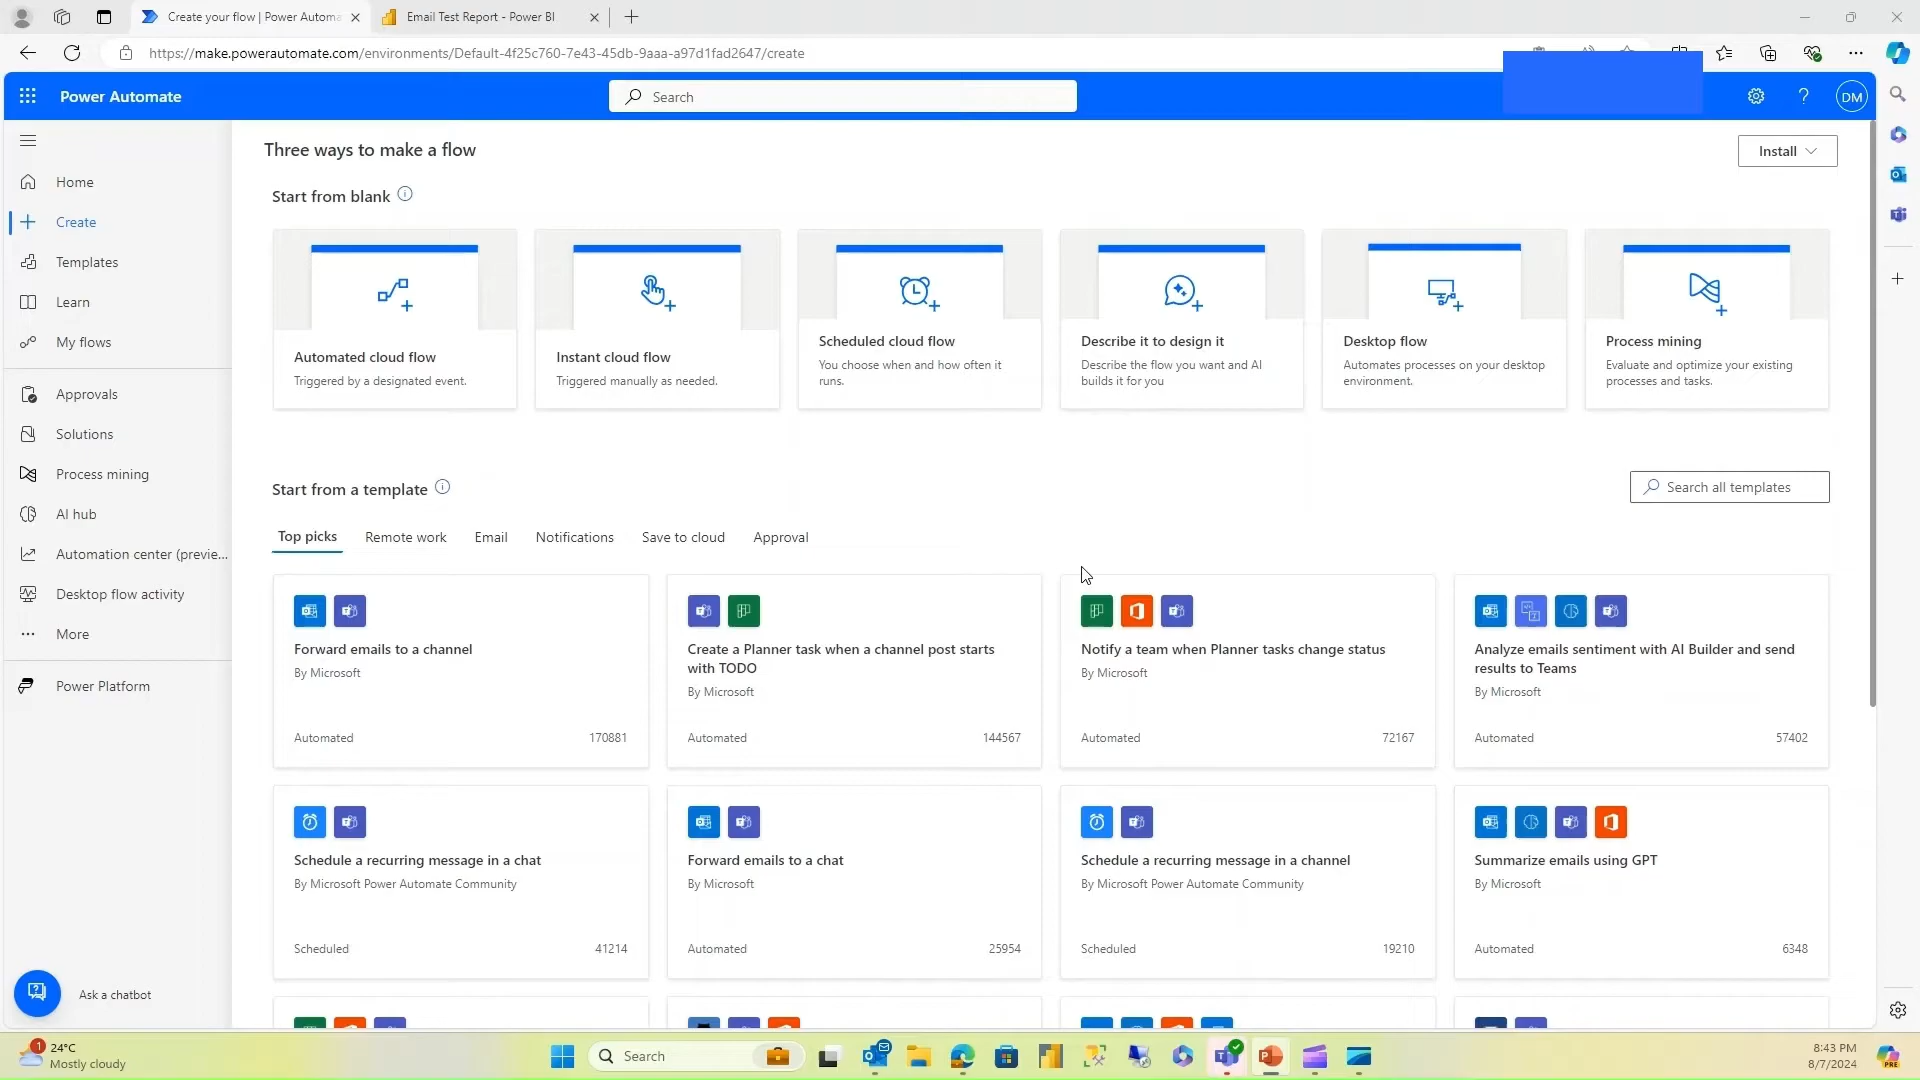 Create your flow | Power Automa
Email Test Report - Power BI
https://make.powerautomate.com/environments/Default-4f25c760-7e43-45db-9aaa-a97d1fad2647/create
Power Automate
Search
DM
Home
Create
Templates
Learn
My flows
Approvals
Solutions
Process mining
AI hub
Automation center (previe...
Desktop flow activity
More
Power Platform
Ask a chatbot
Three ways to make a flow
Install
Start from blank
Automated cloud flow
Triggered by a designated event.
Instant cloud flow
Triggered manually as needed.
Scheduled cloud flow
You choose when and how often it
runs.
Describe it to design it
Describe the flow you want and AI
builds it for you
Desktop flow
Automates processes on your desktop
environment.
Process mining
Evaluate and optimize your existing
processes and tasks.
Start from a template
Search all templates
Top picks
Remote work
Email
Notifications
Save to cloud
Approval
Forward emails to a channel
By Microsoft
Automated
170881
Create a Planner task when a channel post starts
with TODO
By Microsoft
Automated
144567
Notify a team when Planner tasks change status
By Microsoft
Automated
72167
Analyze emails sentiment with AI Builder and send
results to Teams
By Microsoft
Automated
57402
Schedule a recurring message in a chat
By Microsoft Power Automate Community
Scheduled
41214
Forward emails to a chat
By Microsoft
Automated
25954
Schedule a recurring message in a channel
By Microsoft Power Automate Community
Scheduled
19210
Summarize emails using GPT
By Microsoft
Automated
6348
1
24°C
Mostly cloudy
Search
8:43 PM
8/7/2024
PRE